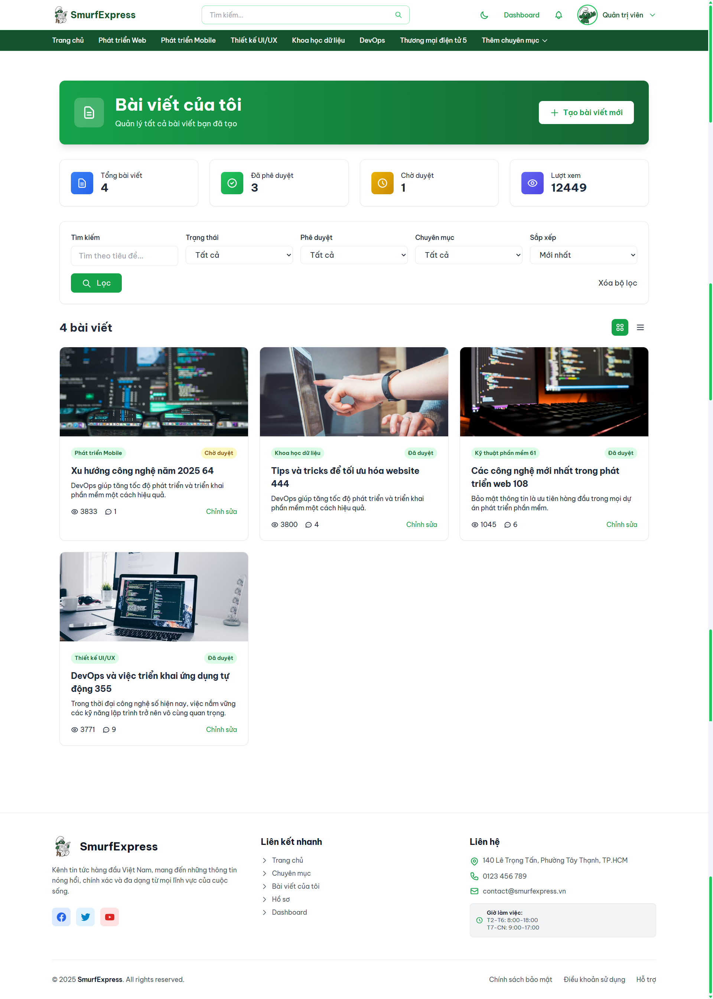 SmurfExpress
Tìm kiếm...
Dashboard
Quản trị viên
Trang chủ
Phát triển Web
Phát triển Mobile
Thiết kế UI/UX
Khoa học dữ liệu
DevOps
Thương mại điện tử 5
Thêm chuyên mục
Bài viết của tôi
Quản lý tất cả bài viết bạn đã tạo
Tạo bài viết mới
Tổng bài viết
4
Đã phê duyệt
3
Chờ duyệt
1
Lượt xem
12449
Tìm kiếm
Tìm theo tiêu đề...
Trạng thái
Tất cả
Phê duyệt
Tất cả
Chuyên mục
Tất cả
Sắp xếp
Mới nhất
Lọc
Xóa bộ lọc
4 bài viết
Phát triển Mobile
Chờ duyệt
Xu hướng công nghệ năm 2025 64
DevOps giúp tăng tốc độ phát triển và triển khai
phần mềm một cách hiệu quả.
3833
1
Chỉnh sửa
Khoa học dữ liệu
Đã duyệt
Tips và tricks để tối ưu hóa website
444
DevOps giúp tăng tốc độ phát triển và triển khai
phần mềm một cách hiệu quả.
3800
4
Chỉnh sửa
Kỹ thuật phần mềm 61
Đã duyệt
Các công nghệ mới nhất trong phát
triển web 108
Bảo mật thông tin là ưu tiên hàng đầu trong mọi dự
án phát triển phần mềm.
1045
6
Chỉnh sửa
Thiết kế UI/UX
Đã duyệt
DevOps và việc triển khai ứng dụng tự
động 355
Trong thời đại công nghệ số hiện nay, việc nắm vững
các kỹ năng lập trình trở nên vô cùng quan trọng.
3771
9
Chỉnh sửa
SmurfExpress
Kênh tin tức hàng đầu Việt Nam, mang đến những thông tin
nóng hổi, chính xác và đa dạng từ mọi lĩnh vực của cuộc
sống.
Liên kết nhanh
Trang chủ
Chuyên mục
Bài viết của tôi
Hồ sơ
Dashboard
Liên hệ
140 Lê Trọng Tấn, Phường Tây Thạnh, TP.HCM
0123 456 789
contact@smurfexpress.vn
Giờ làm việc:
T2-T6: 8:00-18:00
T7-CN: 9:00-17:00
© 2025 SmurfExpress. All rights reserved.
Chính sách bảo mật
Điều khoản sử dụng
Hỗ trợ